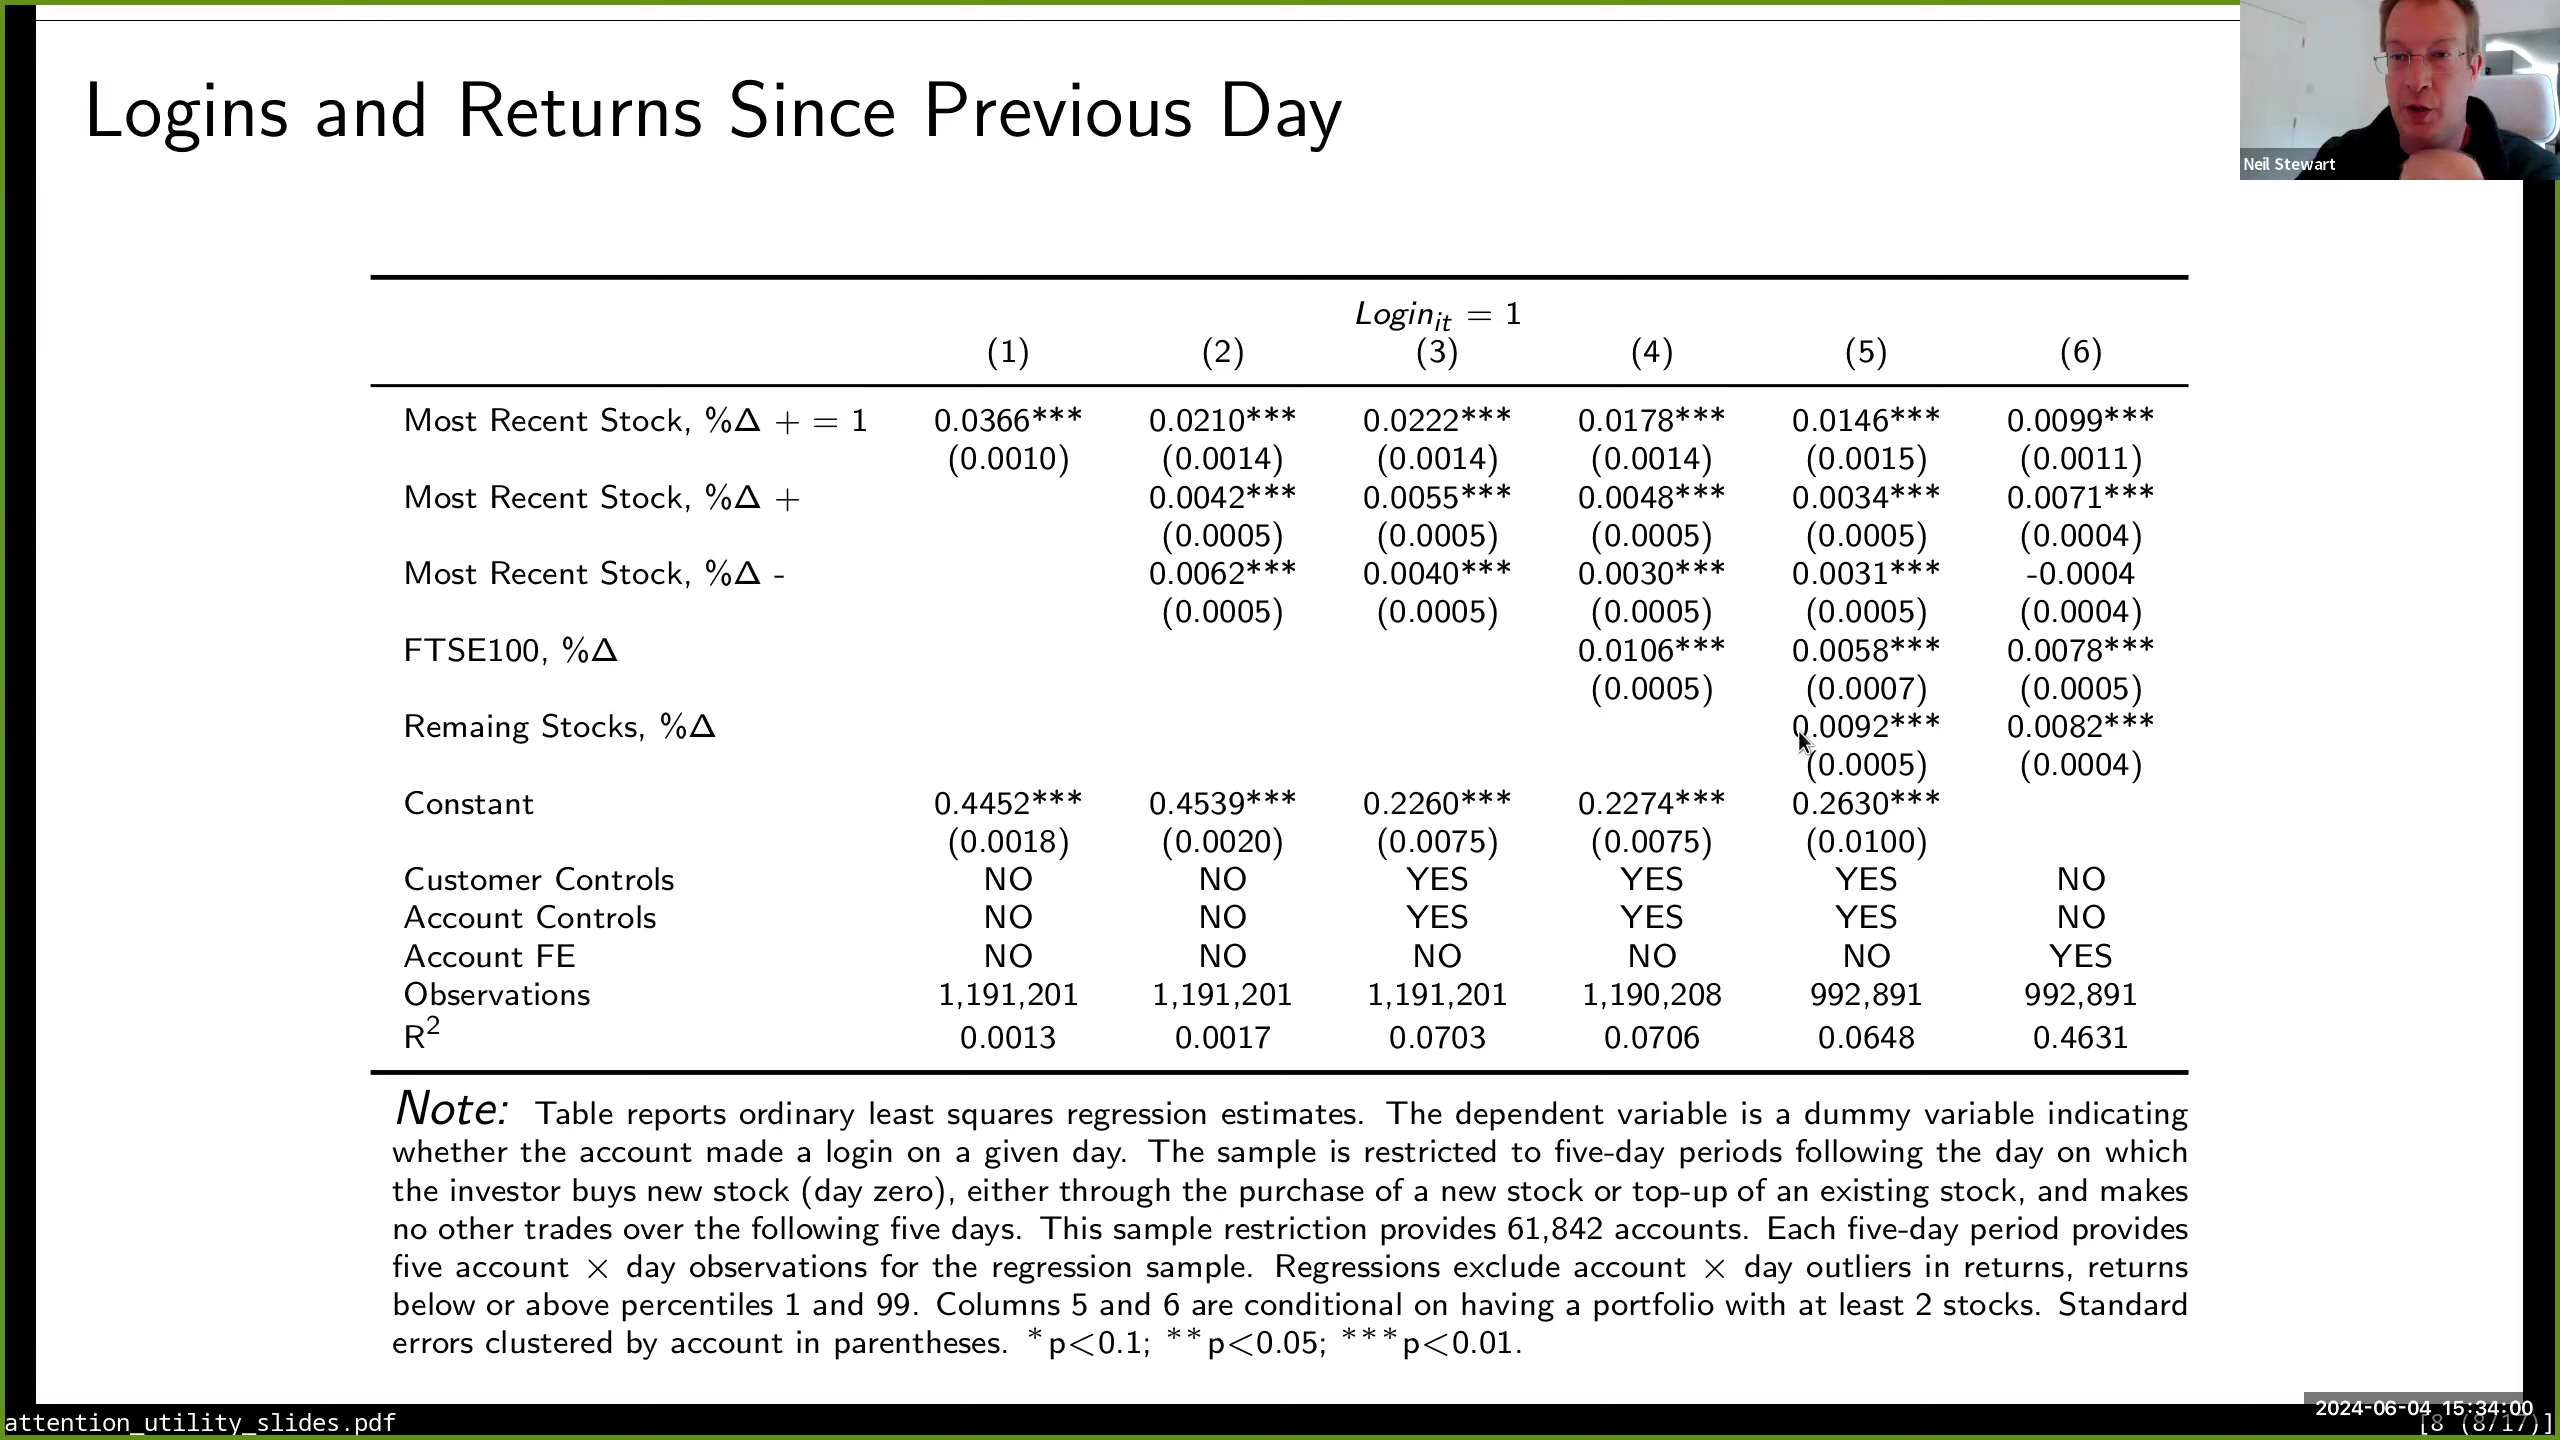 Logins and Returns Since Previous Day
Neil Stewart
Login_it = 1
(1) (2) (3) (4) (5) (6)
Most Recent Stock, %Δ + = 1 0.0366*** 0.0210*** 0.0222*** 0.0178*** 0.0146*** 0.0099***
(0.0010) (0.0014) (0.0014) (0.0014) (0.0015) (0.0011)
Most Recent Stock, %Δ + 0.0042*** 0.0055*** 0.0048*** 0.0034*** 0.0071***
(0.0005) (0.0005) (0.0005) (0.0005) (0.0004)
Most Recent Stock, %Δ - 0.0062*** 0.0040*** 0.0030*** 0.0031*** -0.0004
(0.0005) (0.0005) (0.0005) (0.0005) (0.0004)
FTSE100, %Δ 0.0106*** 0.0058*** 0.0078***
(0.0005) (0.0007) (0.0005)
Remaing Stocks, %Δ 0.0092*** 0.0082***
(0.0005) (0.0004)
Constant 0.4452*** 0.4539*** 0.2260*** 0.2274*** 0.2630***
(0.0018) (0.0020) (0.0075) (0.0075) (0.0100)
Customer Controls NO NO YES YES YES NO
Account Controls NO NO YES YES YES NO
Account FE NO NO NO NO NO YES
Observations 1,191,201 1,191,201 1,191,201 1,190,208 992,891 992,891
R² 0.0013 0.0017 0.0703 0.0706 0.0648 0.4631
Note: Table reports ordinary least squares regression estimates. The dependent variable is a dummy variable indicating
whether the account made a login on a given day. The sample is restricted to five-day periods following the day on which
the investor buys new stock (day zero), either through the purchase of a new stock or top-up of an existing stock, and makes
no other trades over the following five days. This sample restriction provides 61,842 accounts. Each five-day period provides
five account × day observations for the regression sample. Regressions exclude account × day outliers in returns, returns
below or above percentiles 1 and 99. Columns 5 and 6 are conditional on having a portfolio with at least 2 stocks. Standard
errors clustered by account in parentheses. *p<0.1; **p<0.05; ***p<0.01.
2024-06-04 15:34:00
attention_utility_slides.pdf [8 (8/17)]